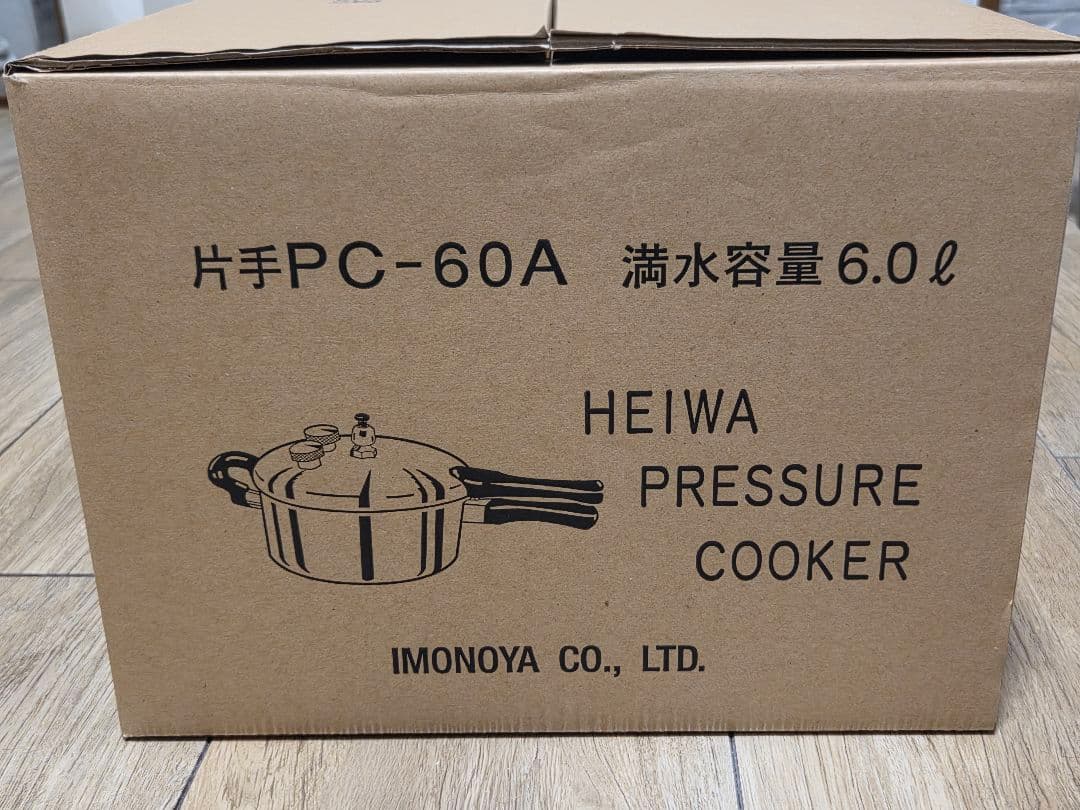 片手PC-60A 満水容量6.0ℓ
HEIWA
PRESSURE
COOKER
IMONOYA CO., LTD.